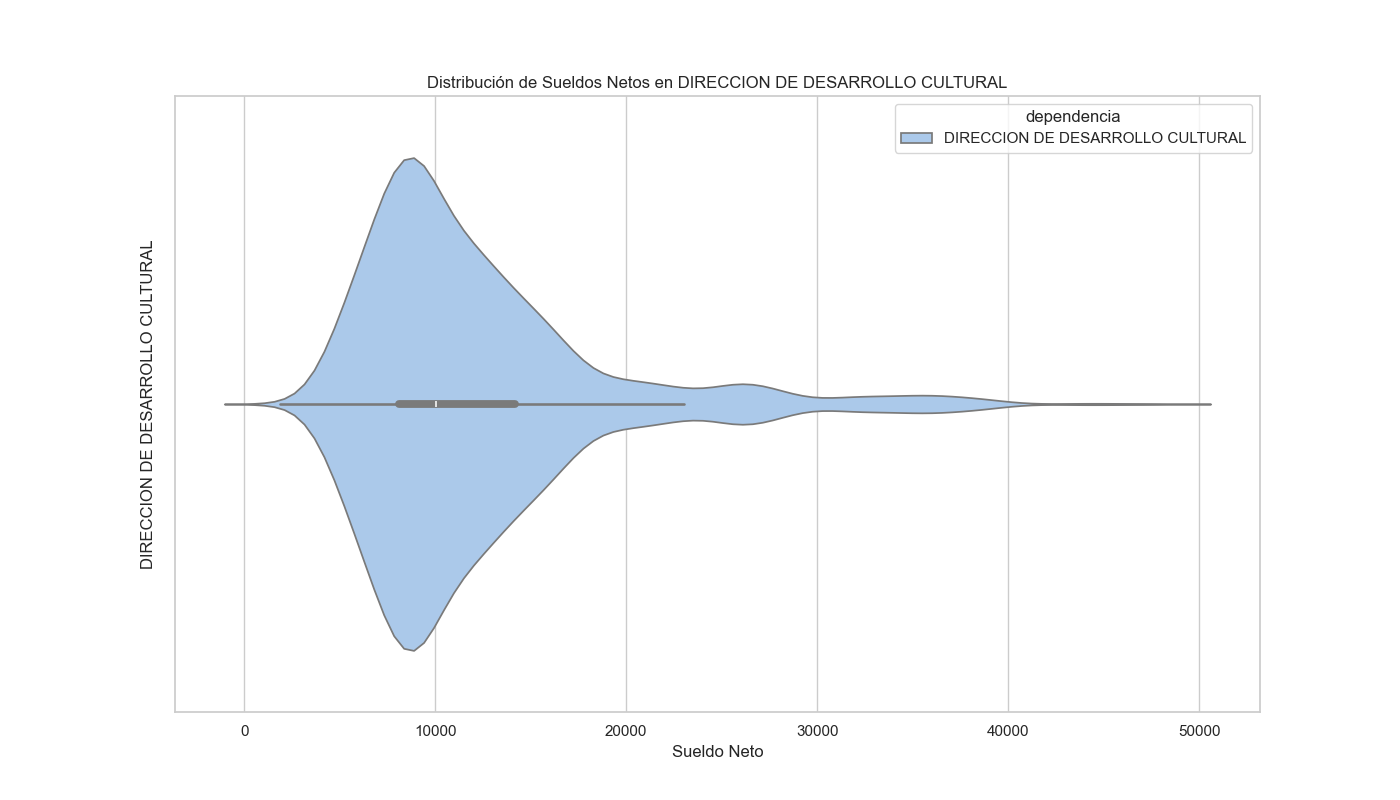 Distribución de Sueldos Netos en DIRECCION DE DESARROLLO CULTURAL
dependencia
DIRECCION DE DESARROLLO CULTURAL
DIRECCION DE DESARROLLO CULTURAL
0 10000 20000 30000 40000 50000
Sueldo Neto